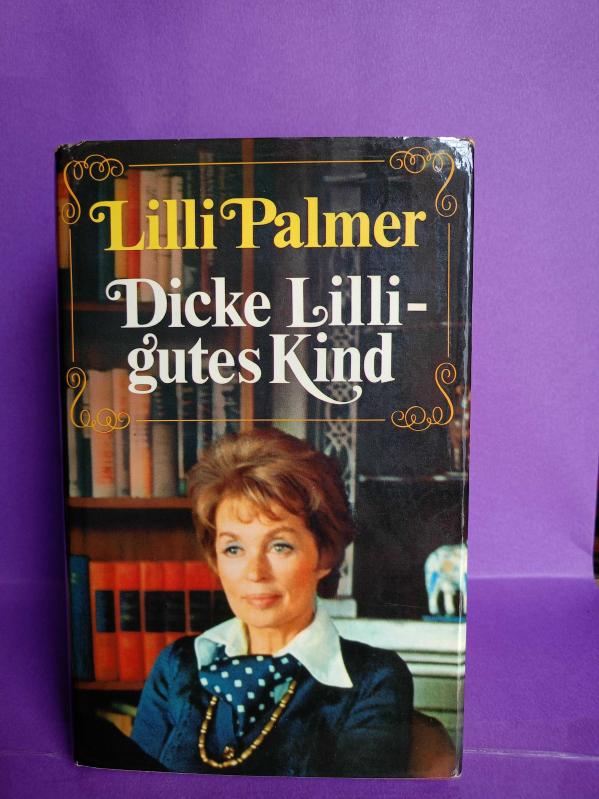 Lilli Palmer
Dicke Lilli-
gutes Kind